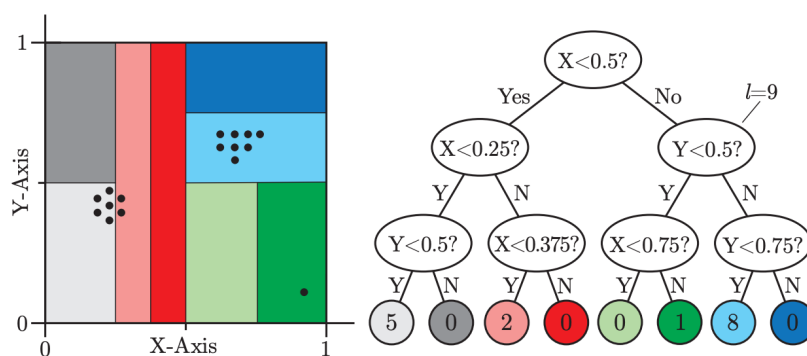 1
Y-Axis
0
0
X-Axis
1
X<0.5?
Yes
No
l=9
X<0.25?
Y<0.5?
Y
N
Y
N
Y<0.5?
X<0.375?
X<0.75?
Y<0.75?
Y
N
Y
N
Y
N
Y
N
5
0
2
0
0
1
8
0